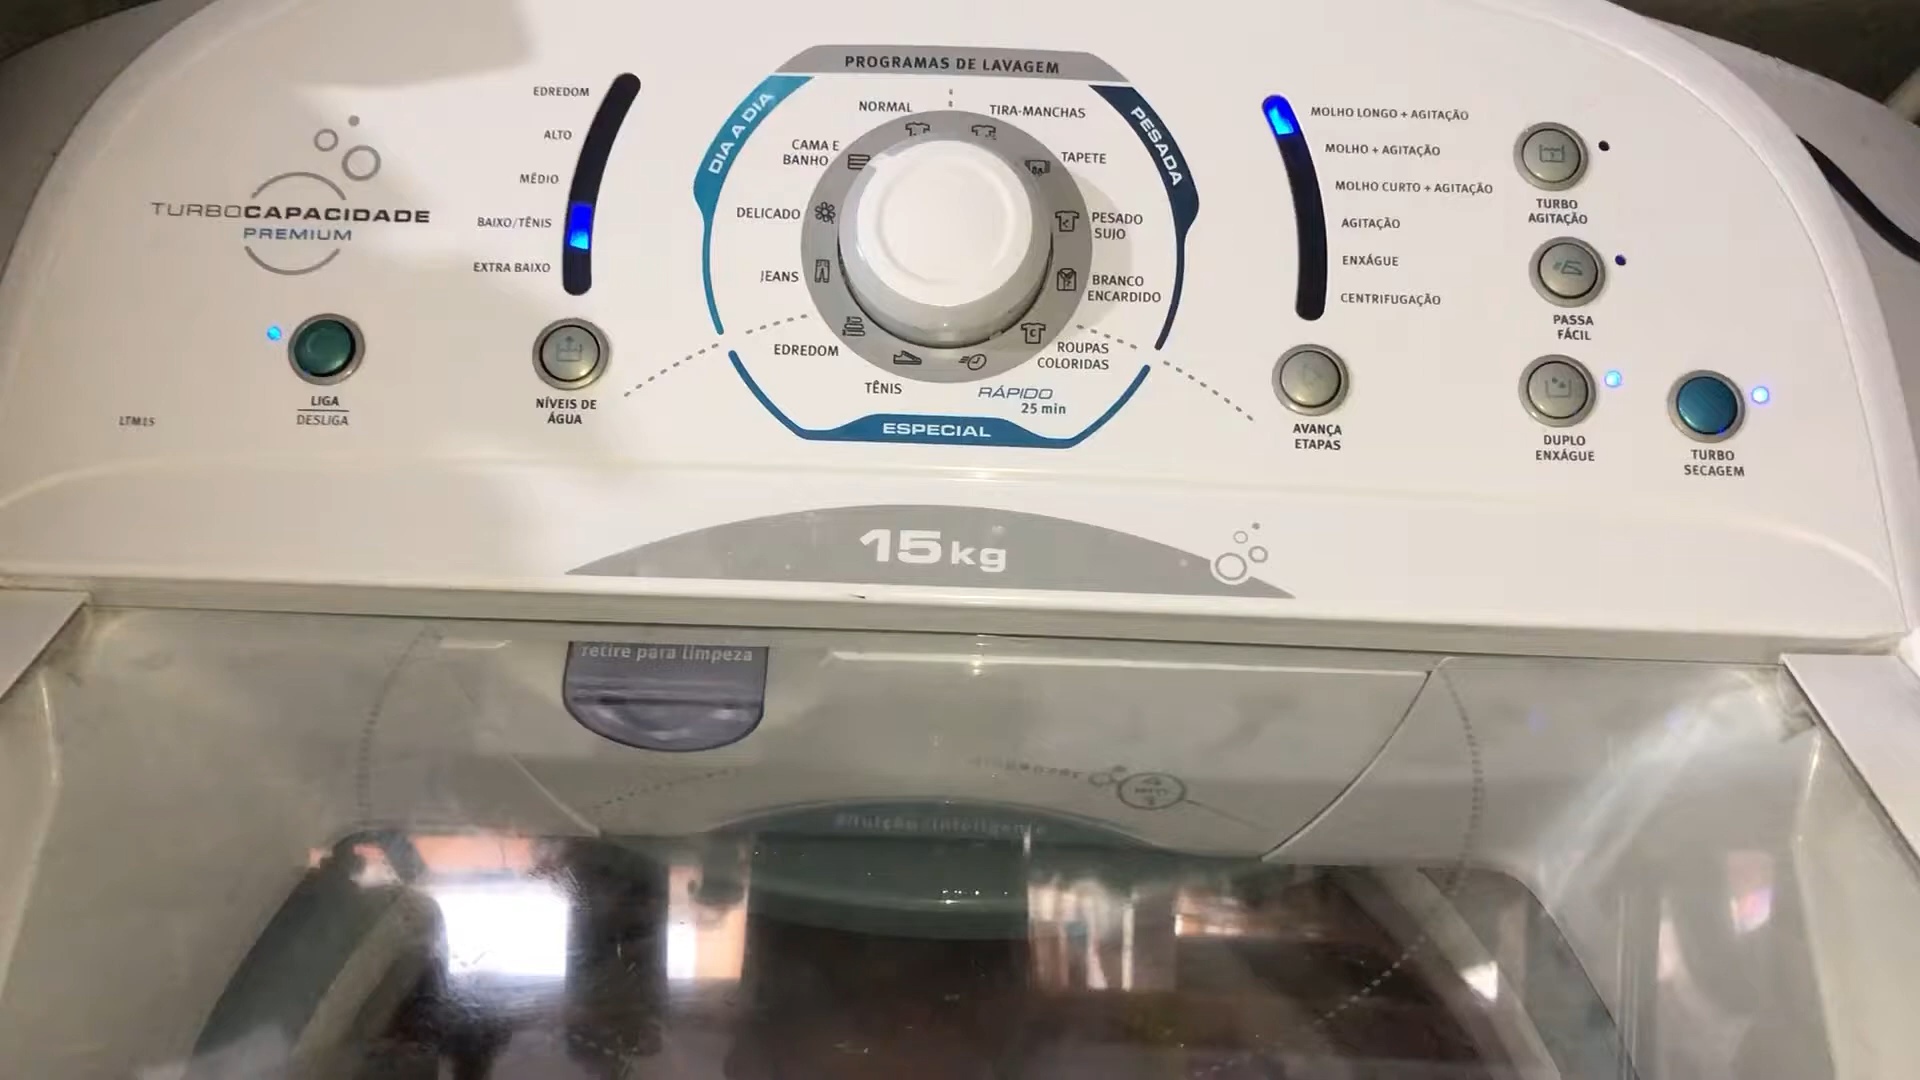 PROGRAMAS DE LAVAGEM
DIA A DIA
PESADA
ESPECIAL
TURBOCAPACIDADE
PREMIUM
LTM15
LIGA
DESLIGA
EDREDOM
ALTO
MÉDIO
BAIXO/TÊNIS
EXTRA BAIXO
NÍVEIS DE
ÁGUA
NORMAL
CAMA E
BANHO
DELICADO
JEANS
EDREDOM
TÊNIS
RÁPIDO
25 min
ROUPAS
COLORIDAS
BRANCO
ENCARDIDO
PESADO
SUJO
TAPETE
TIRA-MANCHAS
MOLHO LONGO + AGITAÇÃO
MOLHO + AGITAÇÃO
MOLHO CURTO + AGITAÇÃO
AGITAÇÃO
ENXÁGUE
CENTRIFUGAÇÃO
AVANÇA
ETAPAS
TURBO
AGITAÇÃO
PASSA
FÁCIL
DUPLO
ENXÁGUE
TURBO
SECAGEM
15kg
retire para limpeza
inteligente